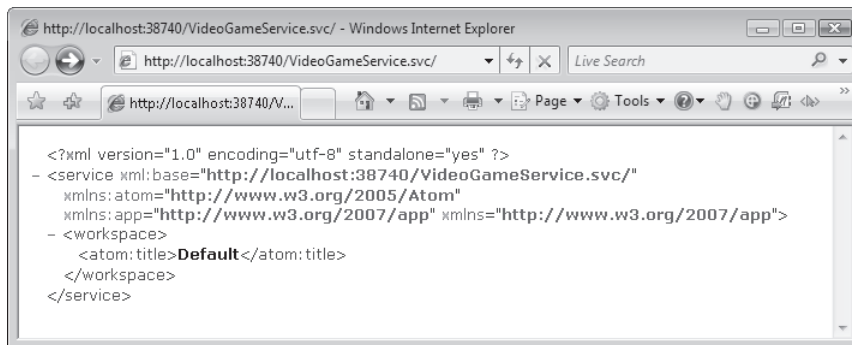 http://localhost:38740/VideoGameService.svc/ - Windows Internet Explorer
http://localhost:38740/VideoGameService.svc/
Live Search
http://localhost:38740/V...
Page
Tools
<?xml version="1.0" encoding="utf-8" standalone="yes" ?>
- <service xml:base="http://localhost:38740/VideoGameService.svc/"
xmlns:atom="http://www.w3.org/2005/Atom"
xmlns:app="http://www.w3.org/2007/app" xmlns="http://www.w3.org/2007/app">
- <workspace>
<atom:title>Default</atom:title>
</workspace>
</service>